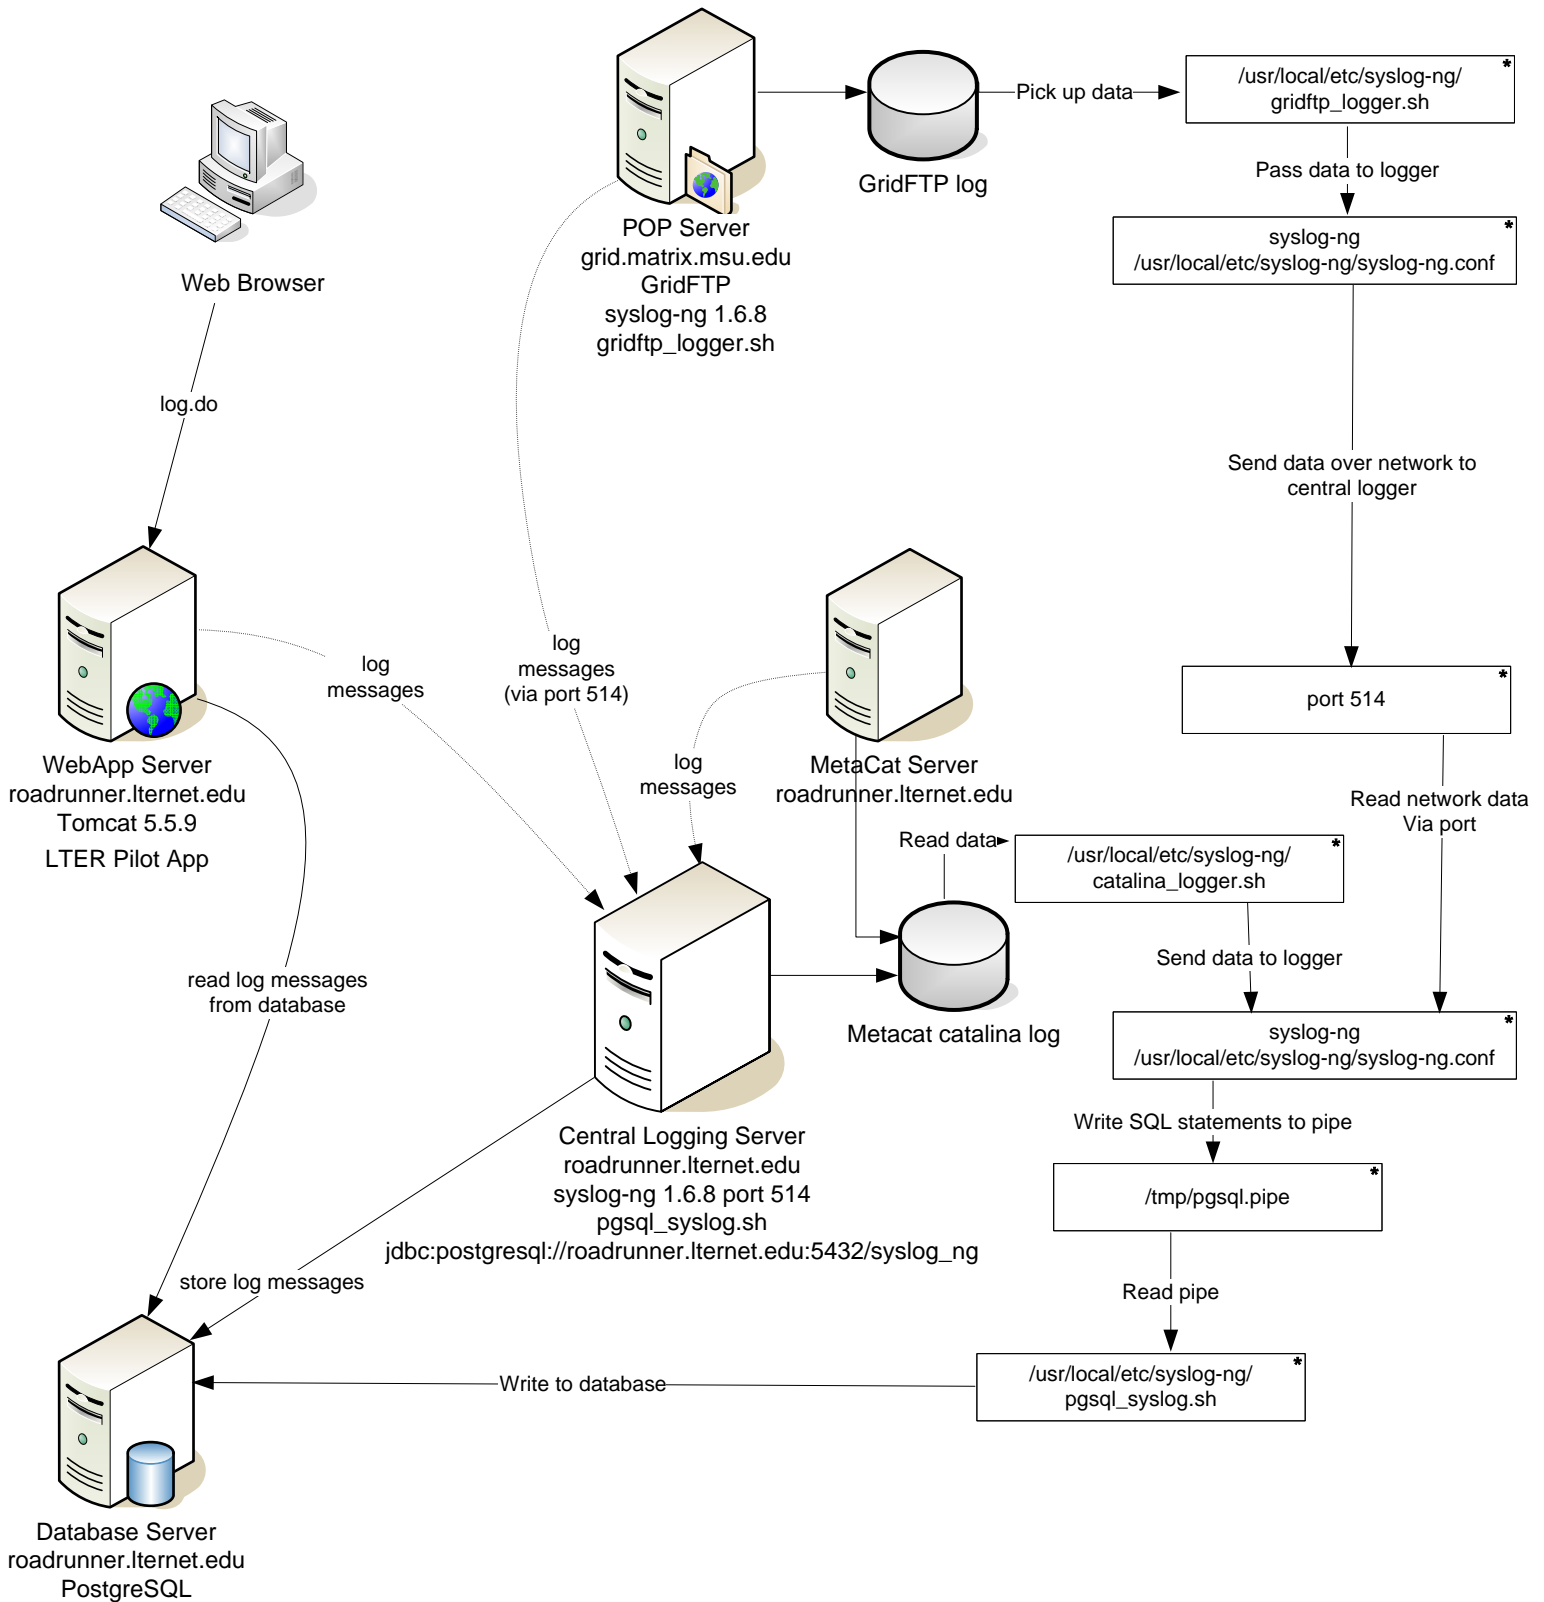 /usr/local/etc/syslog-ng/
gridftp_logger.sh
*
Pick up data
GridFTP log
Pass data to logger
POP Server
grid.matrix.msu.edu
GridFTP
syslog-ng 1.6.8
gridftp_logger.sh
syslog-ng
/usr/local/etc/syslog-ng/syslog-ng.conf
*
Web Browser
log.do
Send data over network to
central logger
log
messages
(via port 514)
log
messages
port 514
*
WebApp Server
roadrunner.lternet.edu
Tomcat 5.5.9
LTER Pilot App
log
messages
MetaCat Server
roadrunner.lternet.edu
Read network data
Via port
Read data
/usr/local/etc/syslog-ng/
catalina_logger.sh
*
Send data to logger
read log messages
from database
Metacat catalina log
syslog-ng
/usr/local/etc/syslog-ng/syslog-ng.conf
*
Write SQL statements to pipe
Central Logging Server
roadrunner.lternet.edu
syslog-ng 1.6.8 port 514
pgsql_syslog.sh
jdbc:postgresql://roadrunner.lternet.edu:5432/syslog_ng
/tmp/pgsql.pipe
*
store log messages
Read pipe
/usr/local/etc/syslog-ng/
pgsql_syslog.sh
*
Write to database
Database Server
roadrunner.lternet.edu
PostgreSQL